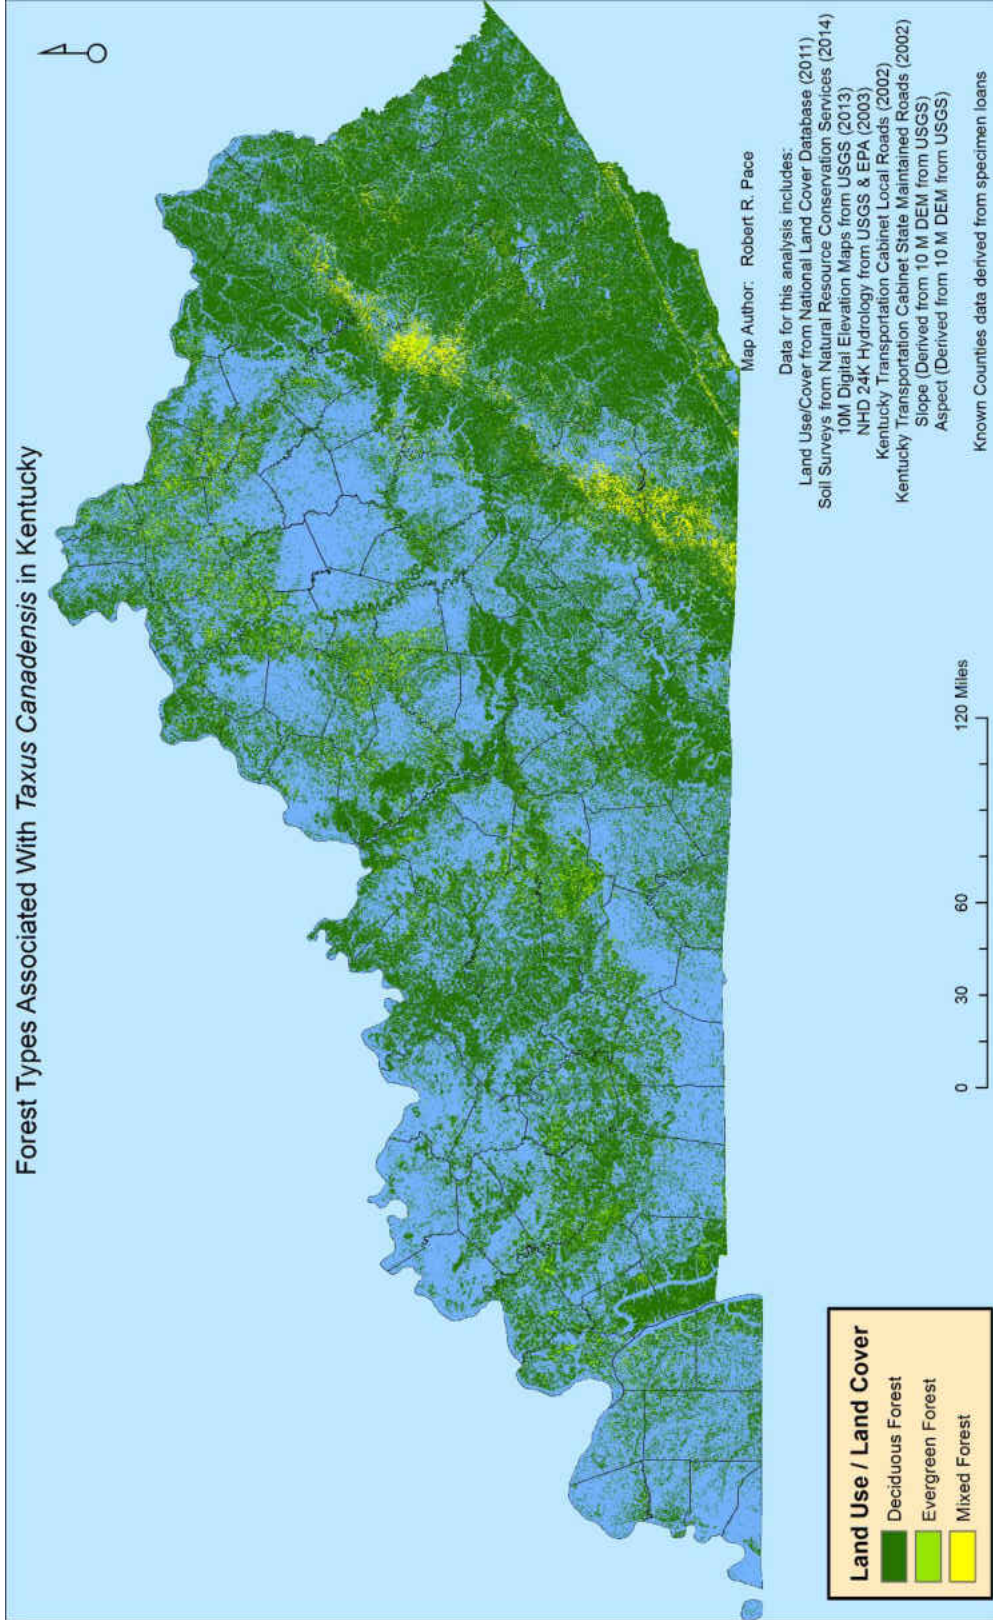 Forest Types Associated With Taxus Canadensis in Kentucky
Map Author: Robert R. Pace
Data for this analysis includes:
Land Use/Cover from National Land Cover Database (2011)
Soil Surveys from Natural Resource Conservation Services (2014)
10M Digital Elevation Maps from USGS (2013)
NHD 24K Hydrology from USGS & EPA (2003)
Kentucky Transportation Cabinet Local Roads (2002)
Kentucky Transportation Cabinet State Maintained Roads (2002)
Slope (Derived from 10 M DEM from USGS)
Aspect (Derived from 10 M DEM from USGS)
Known Counties data derived from specimen loans
Land Use / Land Cover
Deciduous Forest
Evergreen Forest
Mixed Forest
0 30 60 120 Miles